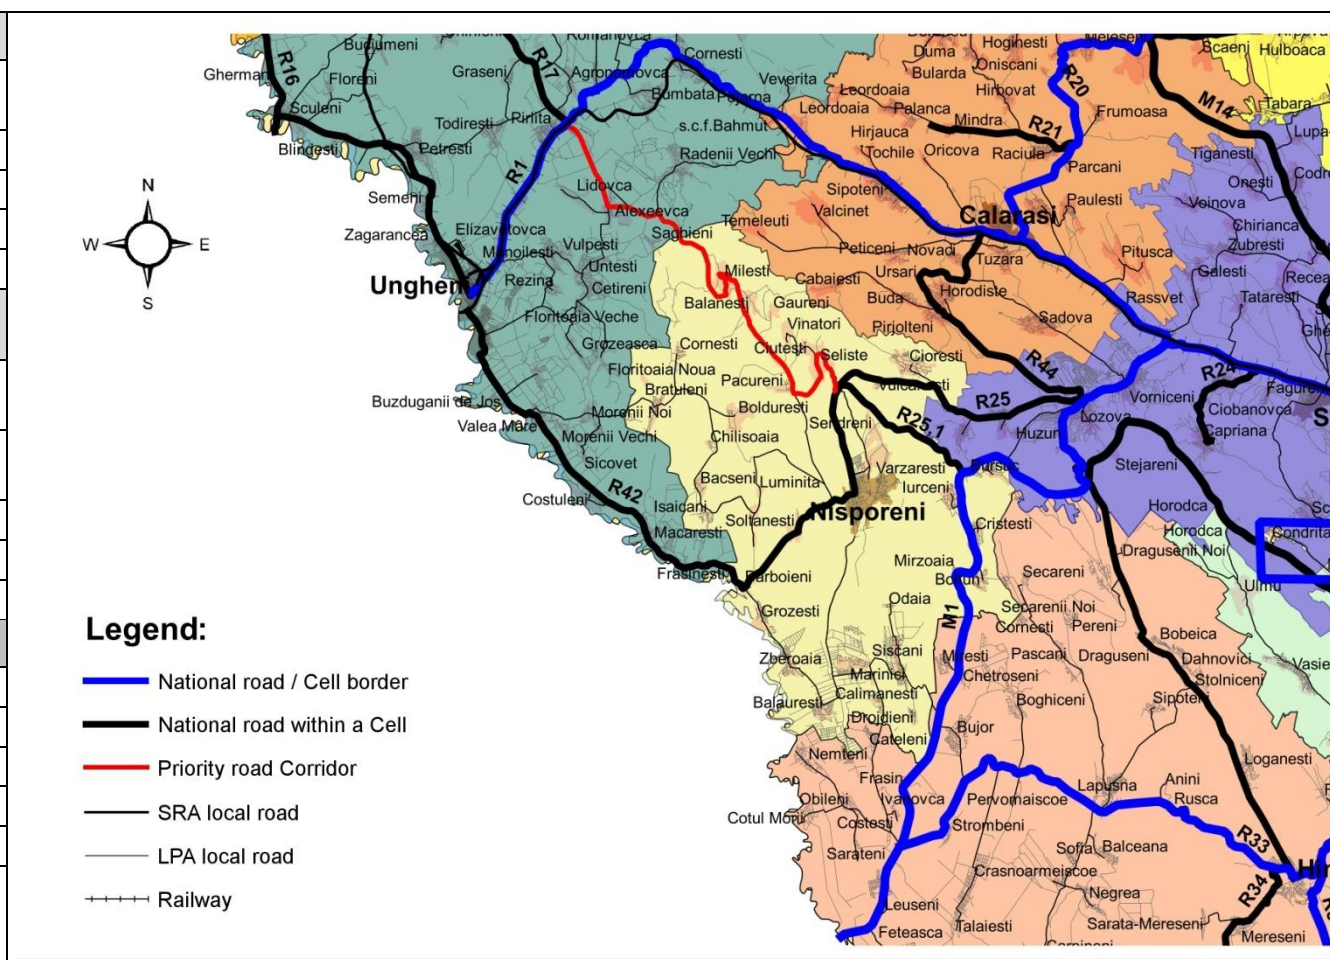 Romanovca
Buciumeni
R17
Cornesti
Duma
Hoginesti
Meleseni
Scaeni
Hulboaca
Gherman
R16
Floreni
Graseni
Agronomovca
Veverita
Bularda
Oniscani
R20
Sculeni
Bumbata
Pojarna
Leordoaia
Leordoaia
Palanca
Hirbovat
Frumoasa
M14
Tabara
Todiresti
Pirlita
s.c.f.Bahmut
Hirjauca
Mindra
R21
Blindesti
Petresti
Radenii Vechi
Tochile
Oricova
Raciula
Parcani
Tiganesti
N
R1
Lidovca
Sipoteni
Onesti
Semeni
Alexeevca
Valcinet
Paulesti
Voinova
Temeleuti
Calarasi
Chirianca
Zagarancea
Elizavetovca
Saghieni
Peticeni
Novaci
Zubresti
W
E
Manoilesti
Vulpesti
Tuzara
Pitusca
Untesti
Milesti
Cabaiesti
Ursari
Galesti
Recea
Ungheni
Rezina
Cetireni
S
Balanesti
Gaureni
Buda
Horodiste
Rassvet
Tataresti
Floritoaia Veche
Vinatori
Pirjolteni
Sadova
Grozeasca
Cornesti
Ciutesti
Seliste
Cioresti
R44
Floritoaia Noua
Bratuleni
Pacureni
R24
Fagureni
Buzduganii de Jos
Morenii Noi
Bolduresti
R25
Vorniceni
Ciobanovca
Valea Mare
Morenii Vechi
Chilisoaia
R25,1
Huzun
Lozova
Capriana
S
Sicovet
Varzaresti
Bursuc
Stejareni
Costuleni
R42
Bacseni
Luminita
Iurceni
Isaicani
Nisporeni
Horodca
Soltanesti
Cristesti
Macaresti
Horodca
Condrita
Dragusenii Noi
Frasinesti
Barboieni
Mirzoaia
Secareni
Ulmu
Grozesti
Odaia
Secarenii Noi
M1
Cornesti
Pereni
Bobeica
Legend:
Zberoaia
Siscani
Miresti
Pascani
Draguseni
Dahnovici
Vasie
National road / Cell border
Marinici
Chetroseni
Stolniceni
Balauresti
Calimanesti
Boghiceni
Sipoteni
National road within a Cell
Drojdieni
Bujor
Cateleni
Nemteni
Loganesti
Priority road Corridor
Frasin
Lapusna
Anini
Obileni
Ivanovca
Pervomaiscoe
Rusca
SRA local road
Cotul Morii
Costesti
Strombeni
R33
Sarateni
Sofia
Balceana
LPA local road
Crasnoarmeiscoe
Hin
R34
Negrea
Railway
Leuseni
Talaiesti
Sarata-Mereseni
Feteasca
Mereseni